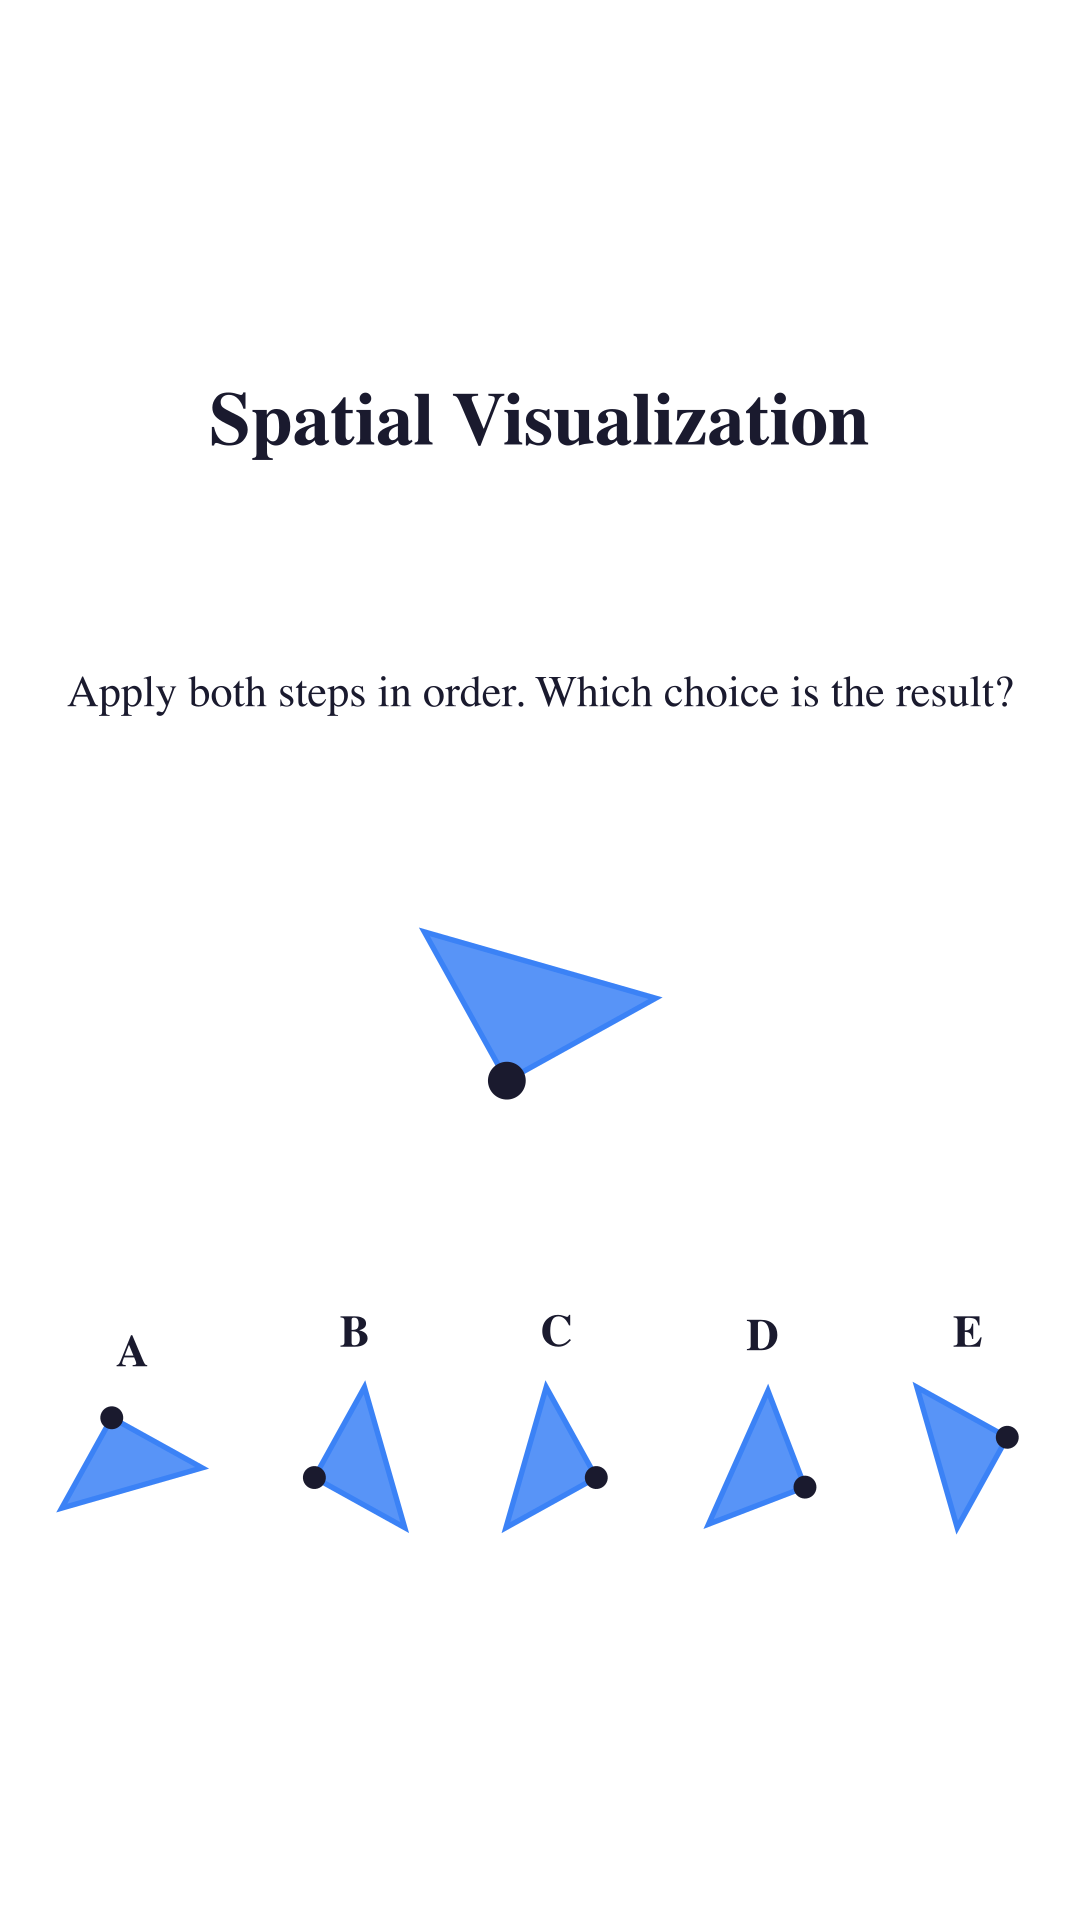 Spatial Visualization
Apply both steps in order. Which choice is the result?
A
B
C
D
E